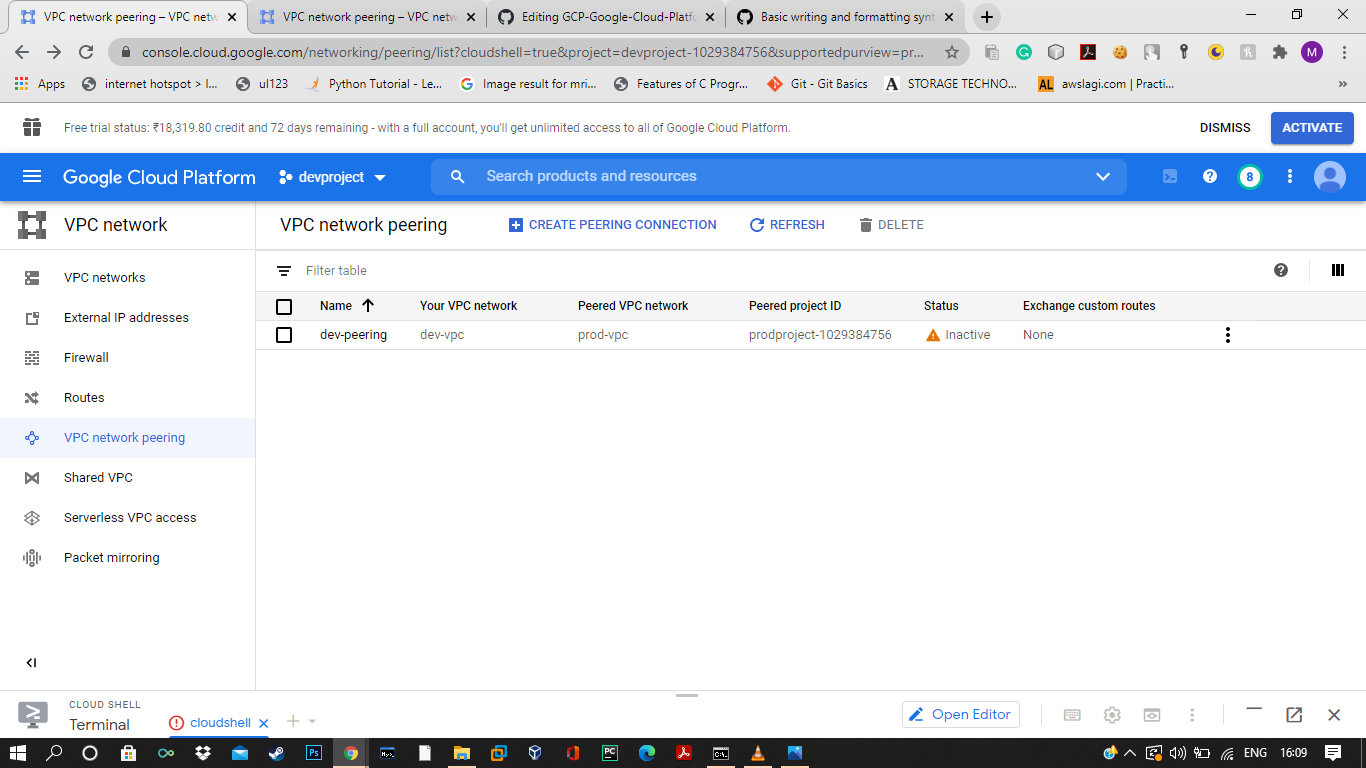 VPC network peering – VPC netw
VPC network peering – VPC netw
Editing GCP-Google-Cloud-Platfo
Basic writing and formatting synt
console.cloud.google.com/networking/peering/list?cloudshell=true&project=devproject-1029384756&supportedpurview=pr...
M
Apps
internet hotspot > I...
ul123
Python Tutorial - Le...
Image result for mri...
Features of C Progr...
Git - Git Basics
STORAGE TECHNO...
awslagi.com | Practi...
»
Free trial status: ₹18,319.80 credit and 72 days remaining - with a full account, you'll get unlimited access to all of Google Cloud Platform.
DISMISS
ACTIVATE
Google Cloud Platform
devproject
Search products and resources
8
VPC network
VPC network peering
CREATE PEERING CONNECTION
REFRESH
DELETE
VPC networks
External IP addresses
Firewall
Routes
VPC network peering
Shared VPC
Serverless VPC access
Packet mirroring
Filter table
Name Your VPC network Peered VPC network Peered project ID Status Exchange custom routes
dev-peering dev-vpc prod-vpc prodproject-1029384756 Inactive None
CLOUD SHELL
Terminal
cloudshell
Open Editor
ENG
16:09